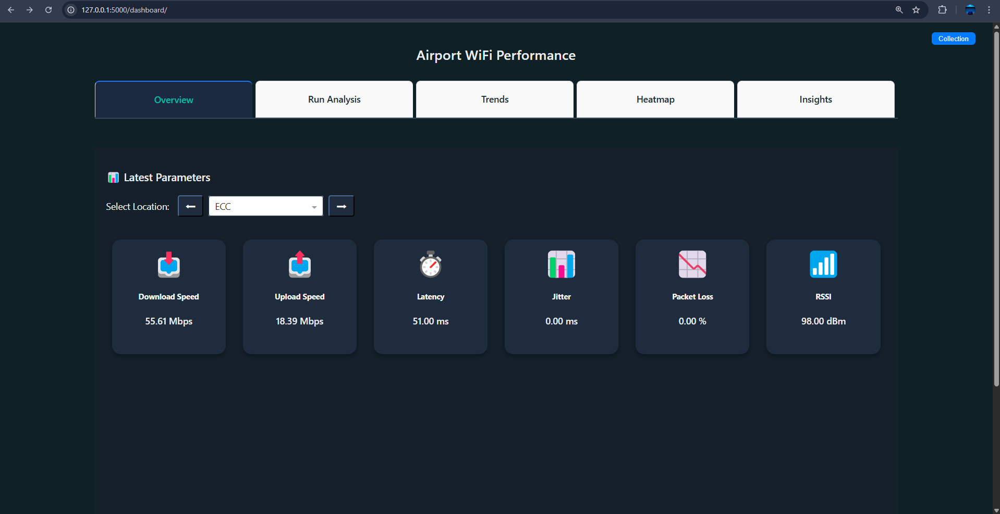 127.0.0.1:5000/dashboard/
Collection
Airport WiFi Performance
Overview
Run Analysis
Trends
Heatmap
Insights
Latest Parameters
Select Location:
ECC
Download Speed
Upload Speed
Latency
Jitter
Packet Loss
RSSI
55.61 Mbps
18.39 Mbps
51.00 ms
0.00 ms
0.00 %
98.00 dBm